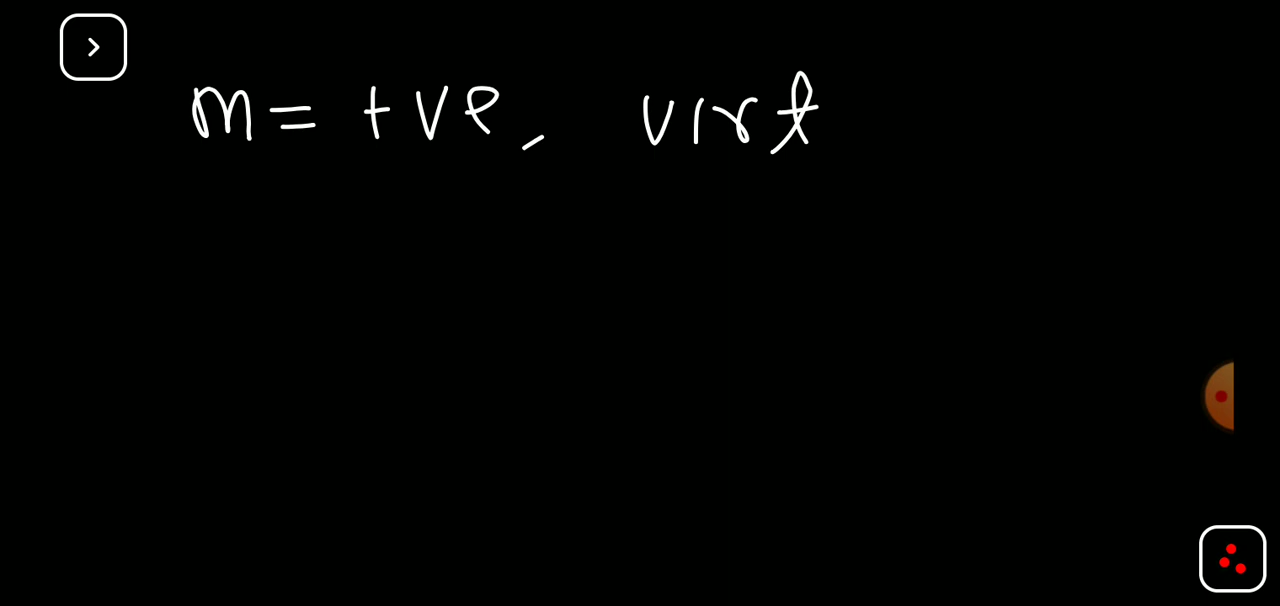 m = +ve, virt